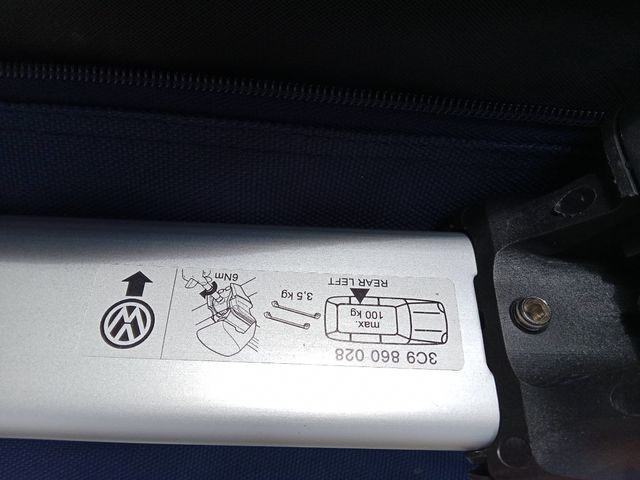 3C9 860 028
max.
100 kg
3,5 kg
REAR LEFT
6Nm